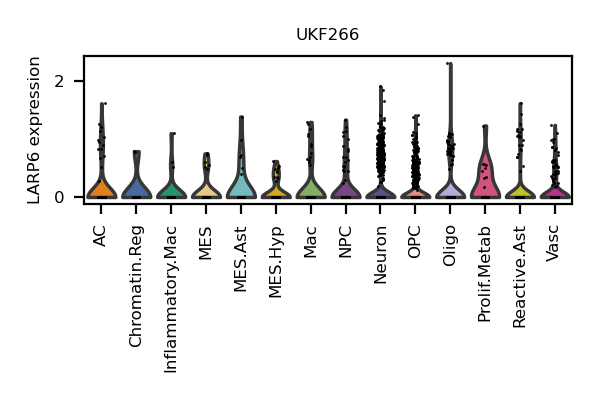 UKF266
LARP6 expression
2
0
AC
Chromatin.Reg
Inflammatory.Mac
MES
MES.Ast
MES.Hyp
Mac
NPC
Neuron
OPC
Oligo
Prolif.Metab
Reactive.Ast
Vasc